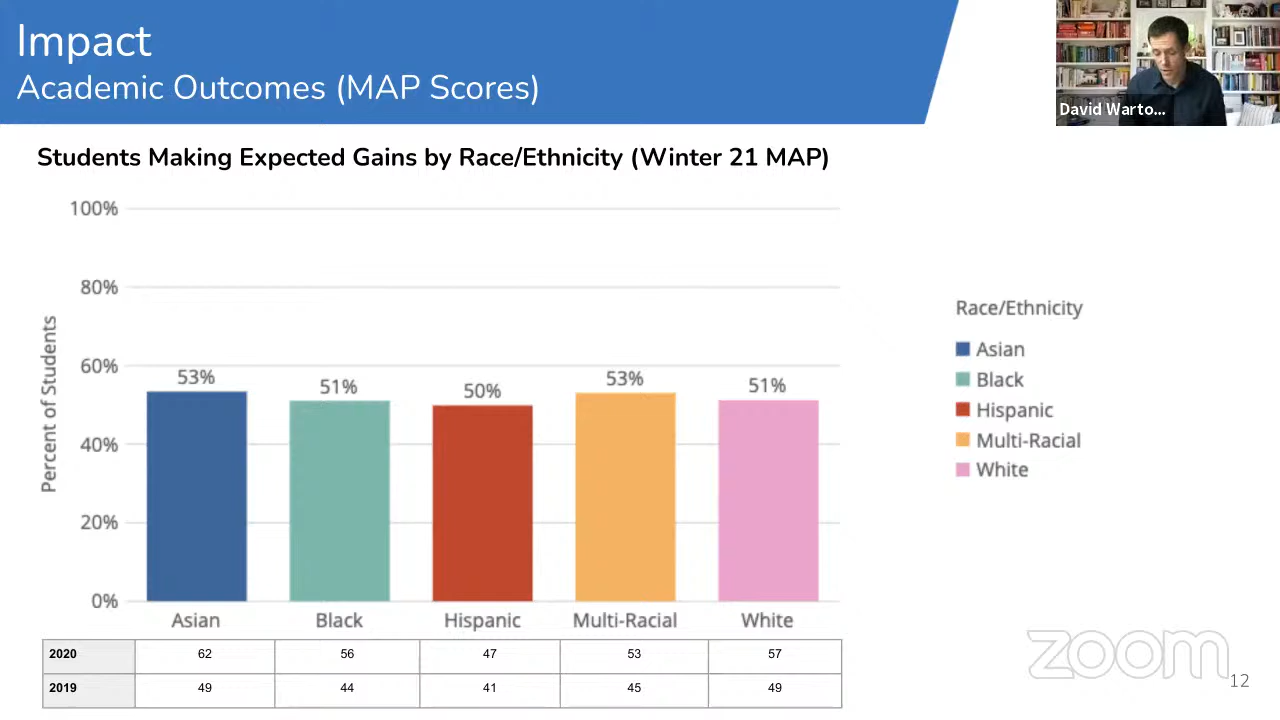 Impact
Academic Outcomes (MAP Scores)
David Warto...
Students Making Expected Gains by Race/Ethnicity (Winter 21 MAP)
100%
80%
60%
40%
20%
0%
Percent of Students
53%
51%
50%
53%
51%
Asian
Black
Hispanic
Multi-Racial
White
Race/Ethnicity
Asian
Black
Hispanic
Multi-Racial
White
2020 62 56 47 53 57
2019 49 44 41 45 49
zoom
12